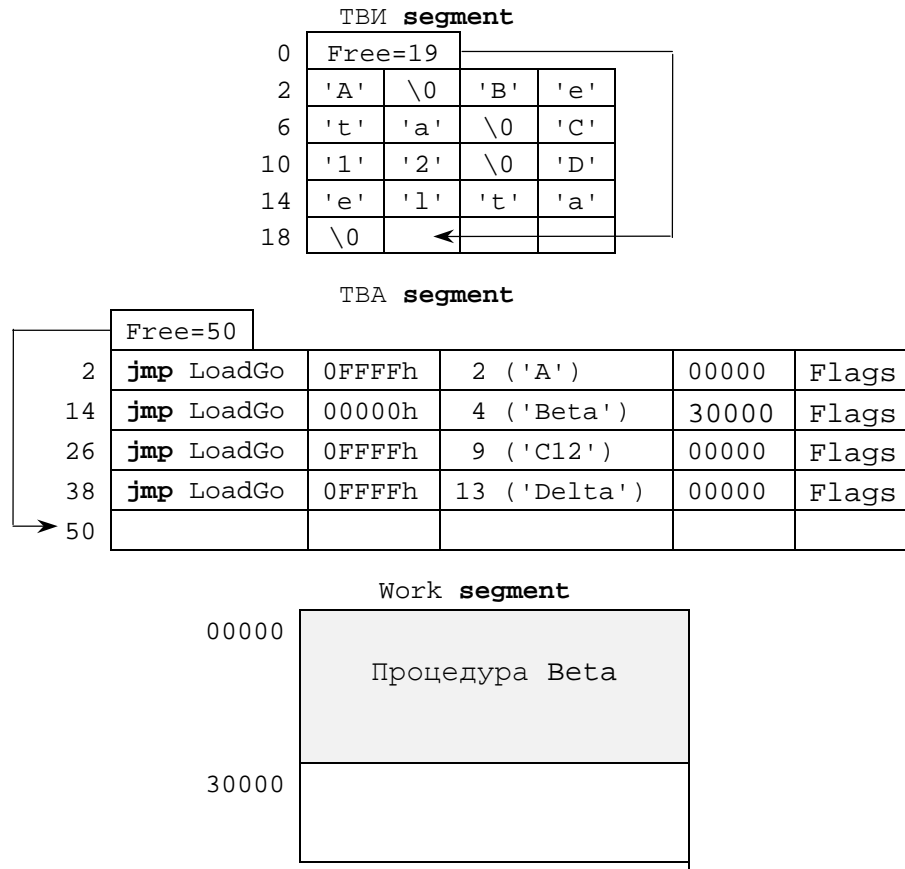 ТВИ segment
0 Free=19
2 'A' \0 'B' 'e'
6 't' 'a' \0 'C'
10 '1' '2' \0 'D'
14 'e' 'l' 't' 'a'
18 \0
ТВА segment
Free=50
2 jmp LoadGo 0FFFFh 2 ('A') 00000 Flags
14 jmp LoadGo 00000h 4 ('Beta') 30000 Flags
26 jmp LoadGo 0FFFFh 9 ('C12') 00000 Flags
38 jmp LoadGo 0FFFFh 13 ('Delta') 00000 Flags
50
Work segment
00000
Процедура Beta
30000